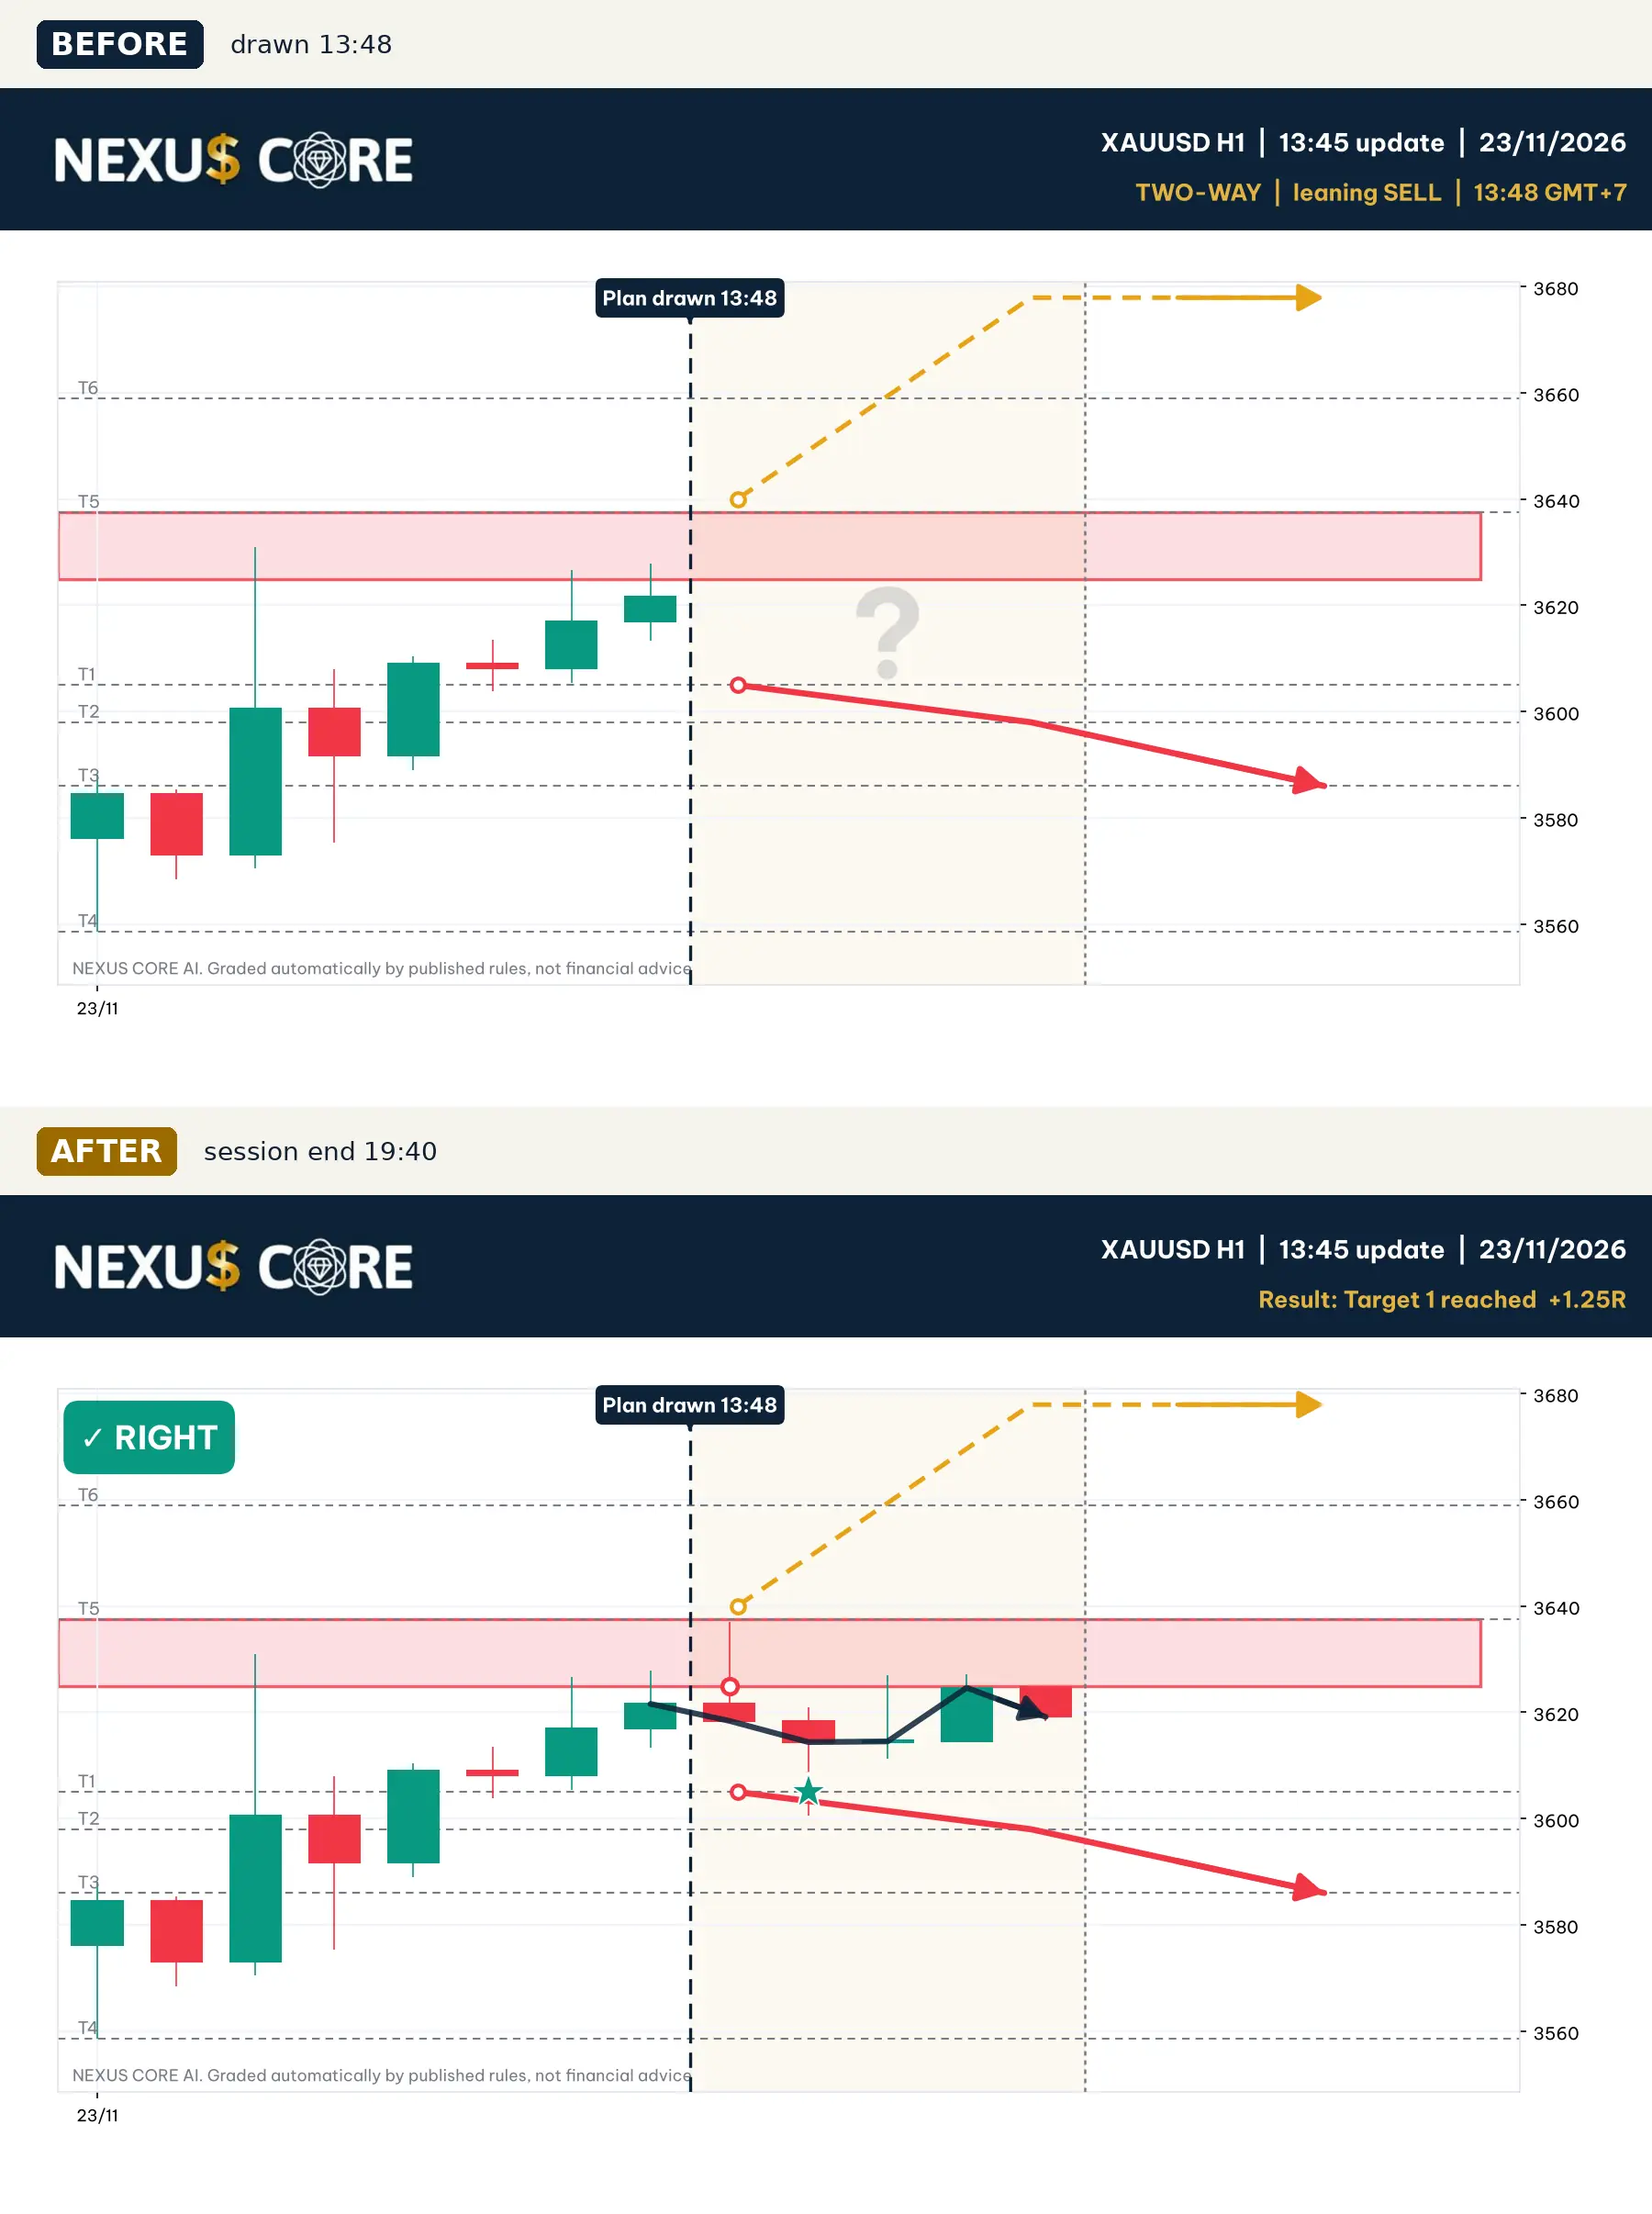 BEFORE drawn 13:48
NEXU$ CORE
XAUUSD H1 | 13:45 update | 23/11/2026
TWO-WAY | leaning SELL | 13:48 GMT+7
Plan drawn 13:48
3680
T6
3660
T5
3640
?
3620
T1
T2
3600
T3
3580
T4
3560
NEXUS CORE AI. Graded automatically by published rules, not financial advice
23/11
AFTER session end 19:40
NEXU$ CORE
XAUUSD H1 | 13:45 update | 23/11/2026
Result: Target 1 reached +1.25R
Plan drawn 13:48
3680
✓ RIGHT
T6
3660
T5
3640
3620
T1
T2
3600
T3
3580
T4
3560
NEXUS CORE AI. Graded automatically by published rules, not financial advice
23/11